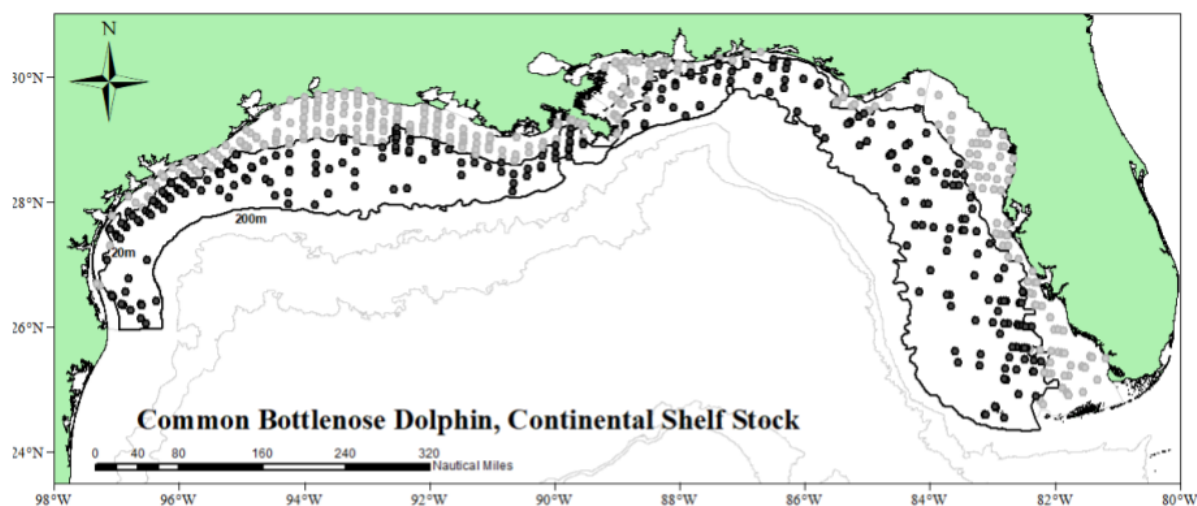 N
30°N
28°N
26°N
24°N
200m
20m
Common Bottlenose Dolphin, Continental Shelf Stock
0 40 80 160 240 320
Nautical Miles
98°W 96°W 94°W 92°W 90°W 88°W 86°W 84°W 82°W 80°W